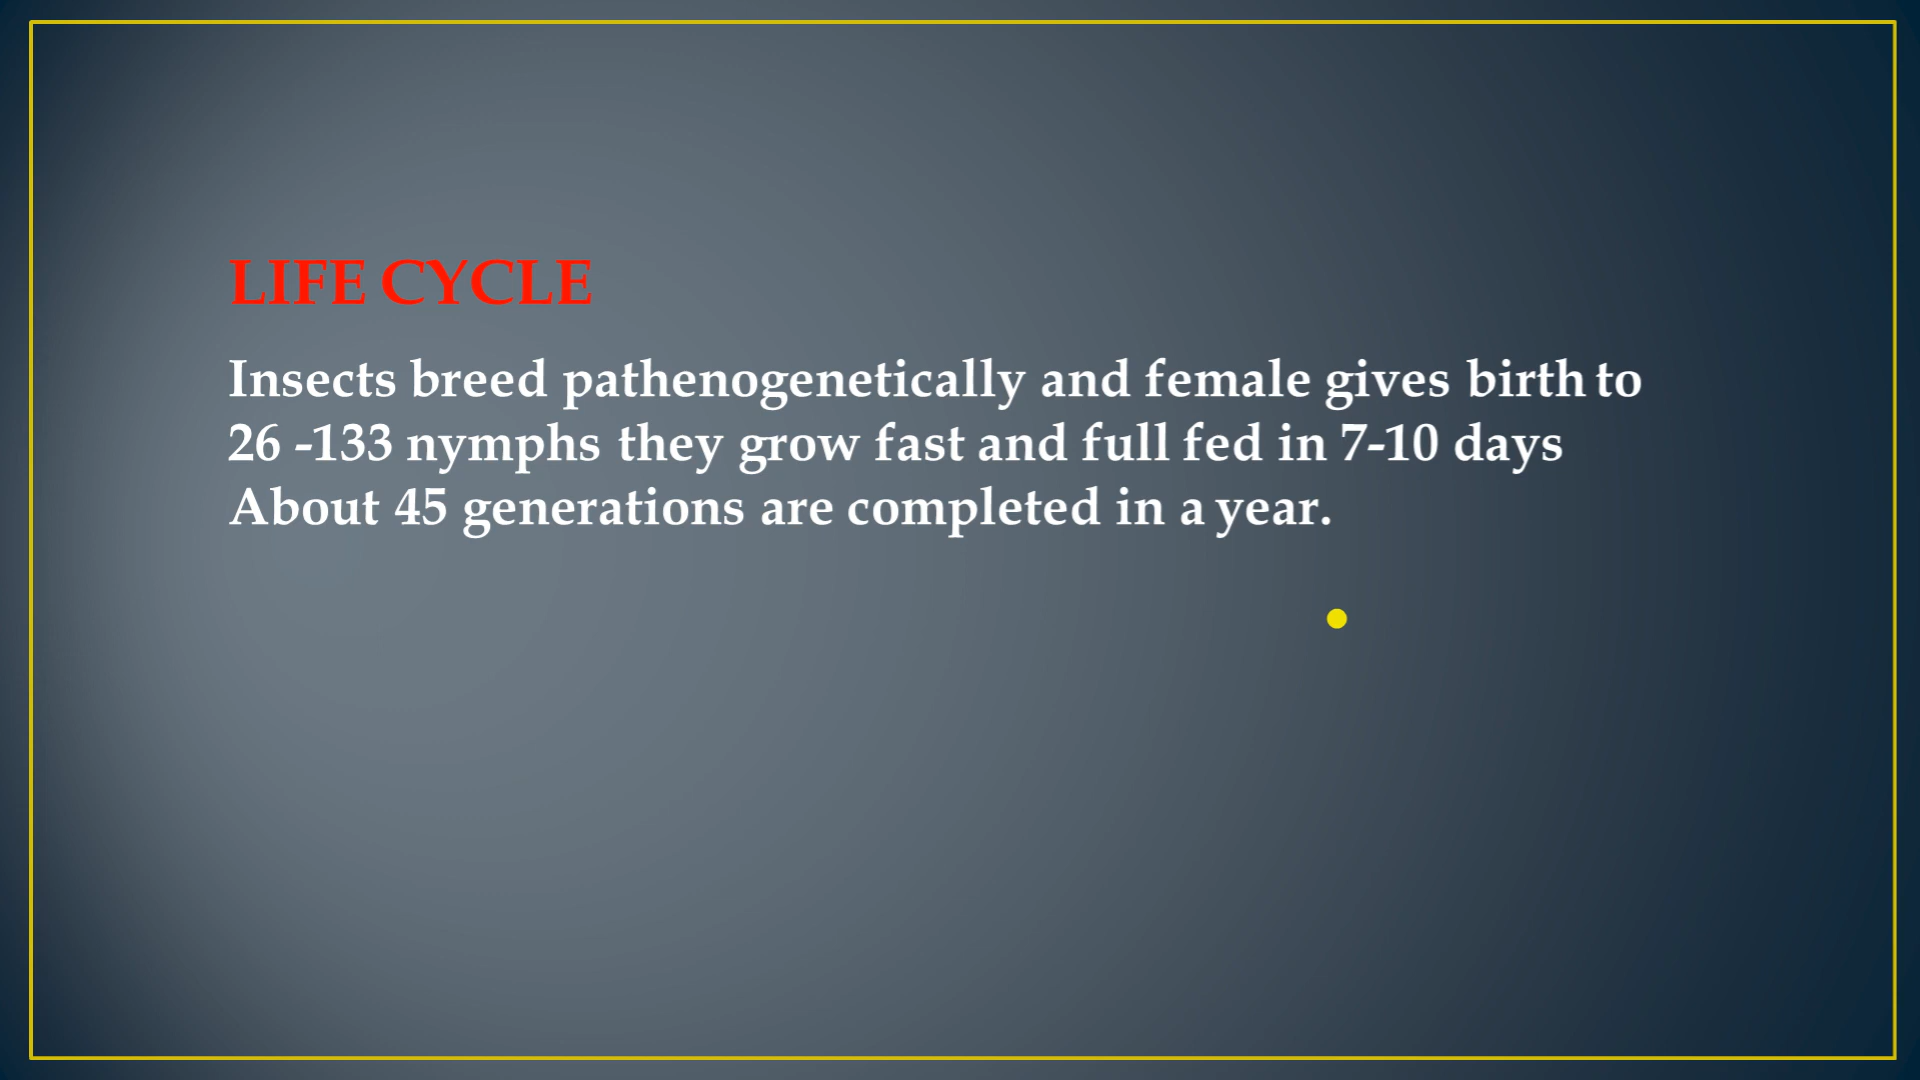 LIFE CYCLE
Insects breed pathenogenetically and female gives birth to
26 -133 nymphs they grow fast and full fed in 7-10 days
About 45 generations are completed in a year.